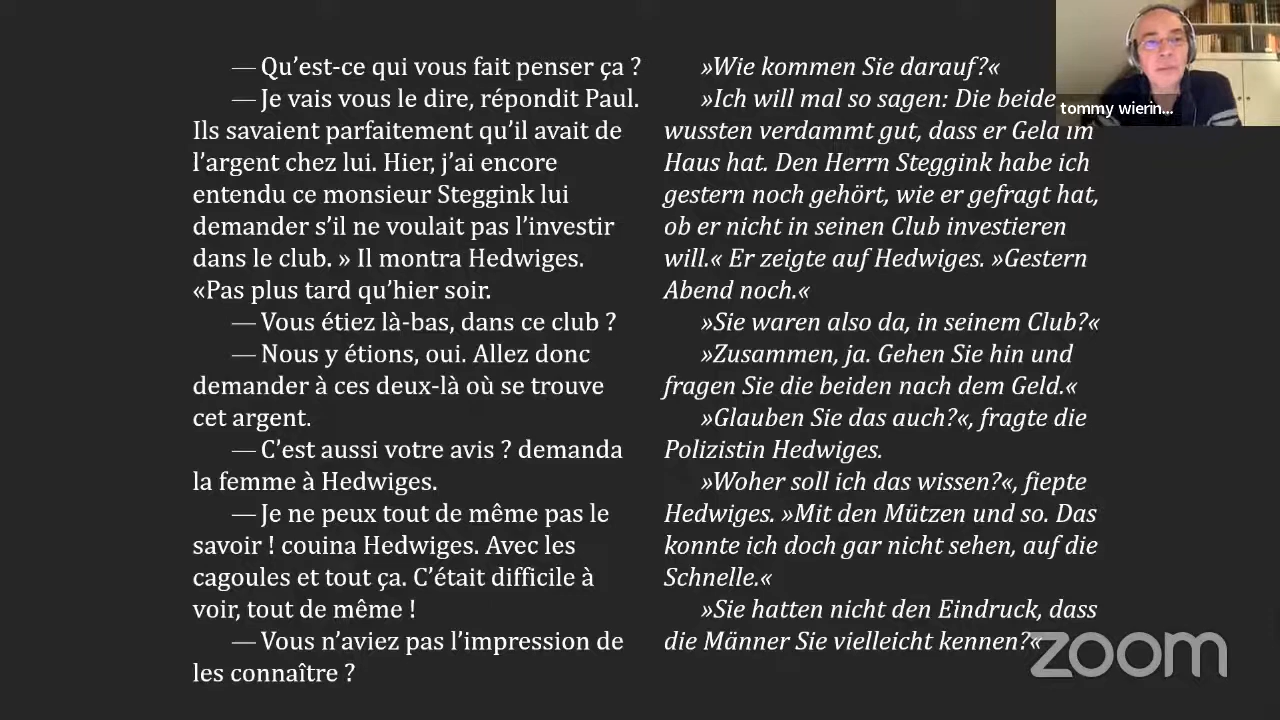 — Qu’est-ce qui vous fait penser ça ?
— Je vais vous le dire, répondit Paul.
Ils savaient parfaitement qu’il avait de
l’argent chez lui. Hier, j’ai encore
entendu ce monsieur Steggink lui
demander s’il ne voulait pas l’investir
dans le club. » Il montra Hedwiges.
«Pas plus tard qu’hier soir.
— Vous étiez là-bas, dans ce club ?
— Nous y étions, oui. Allez donc
demander à ces deux-là où se trouve
cet argent.
— C’est aussi votre avis ? demanda
la femme à Hedwiges.
— Je ne peux tout de même pas le
savoir ! couina Hedwiges. Avec les
cagoules et tout ça. C’était difficile à
voir, tout de même !
— Vous n’aviez pas l’impression de
les connaître ?
»Wie kommen Sie darauf?«
»Ich will mal so sagen: Die beide
wussten verdammt gut, dass er Geld im
Haus hat. Den Herrn Steggink habe ich
gestern noch gehört, wie er gefragt hat,
ob er nicht in seinen Club investieren
will.« Er zeigte auf Hedwiges. »Gestern
Abend noch.«
»Sie waren also da, in seinem Club?«
»Zusammen, ja. Gehen Sie hin und
fragen Sie die beiden nach dem Geld.«
»Glauben Sie das auch?«, fragte die
Polizistin Hedwiges.
»Woher soll ich das wissen?«, fiepte
Hedwiges. »Mit den Mützen und so. Das
konnte ich doch gar nicht sehen, auf die
Schnelle.«
»Sie hatten nicht den Eindruck, dass
die Männer Sie vielleicht kennen?«
tommy wierin...
zoom